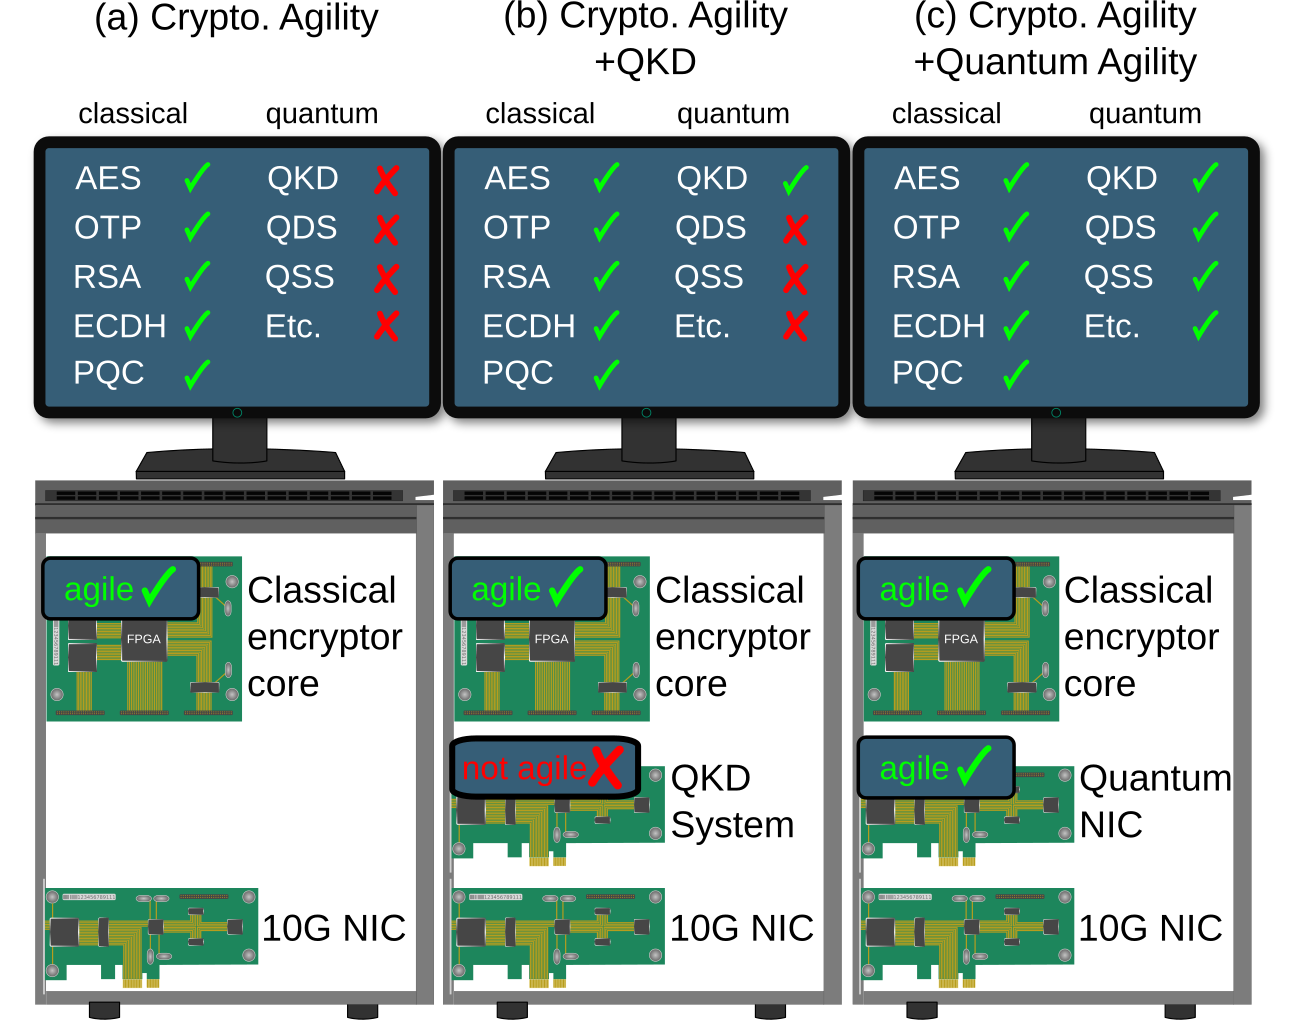 (a) Crypto. Agility
(b) Crypto. Agility
+QKD
(c) Crypto. Agility
+Quantum Agility
classical quantum
AES QKD
OTP QDS
RSA QSS
ECDH Etc.
PQC
classical quantum
AES QKD
OTP QDS
RSA QSS
ECDH Etc.
PQC
classical quantum
AES QKD
OTP QDS
RSA QSS
ECDH Etc.
PQC
agile
FPGA
Classical
encryptor
core
10G NIC
agile
FPGA
Classical
encryptor
core
not agile
QKD
System
10G NIC
agile
FPGA
Classical
encryptor
core
agile
Quantum
NIC
10G NIC